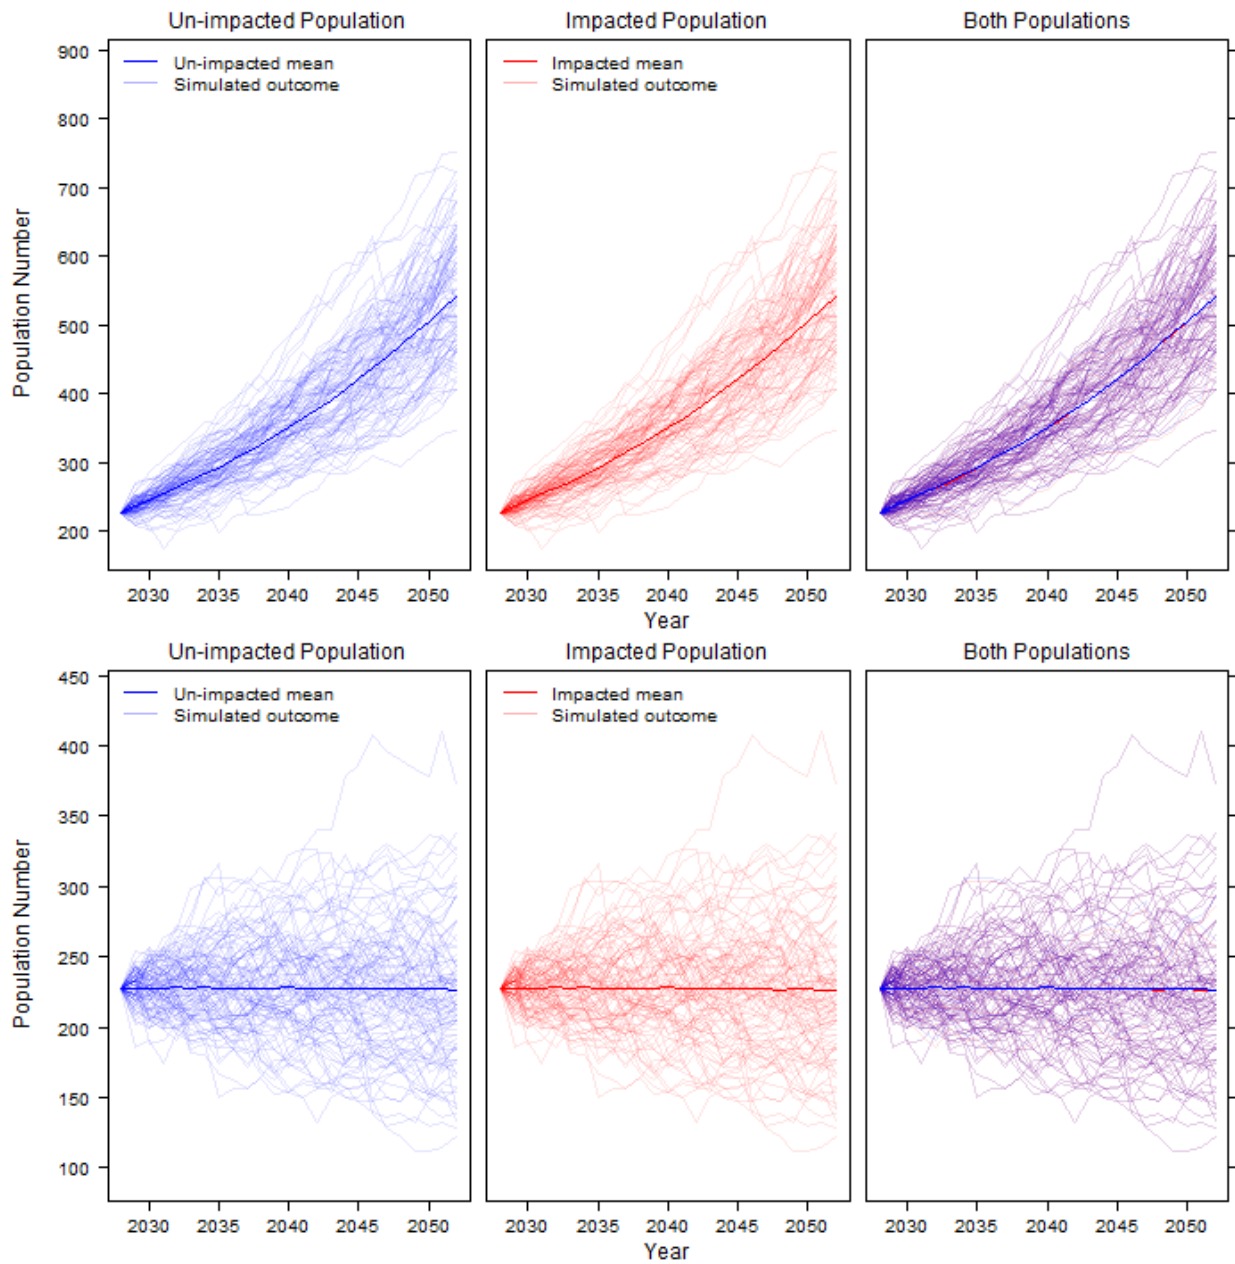 Un-impacted Population
Impacted Population
Both Populations
Un-impacted mean
Simulated outcome
Impacted mean
Simulated outcome
Population Number
900
800
700
600
500
400
300
200
2030 2035 2040 2045 2050
2030 2035 2040 2045 2050
2030 2035 2040 2045 2050
Year
Un-impacted Population
Impacted Population
Both Populations
Un-impacted mean
Simulated outcome
Impacted mean
Simulated outcome
Population Number
450
400
350
300
250
200
150
100
2030 2035 2040 2045 2050
2030 2035 2040 2045 2050
2030 2035 2040 2045 2050
Year